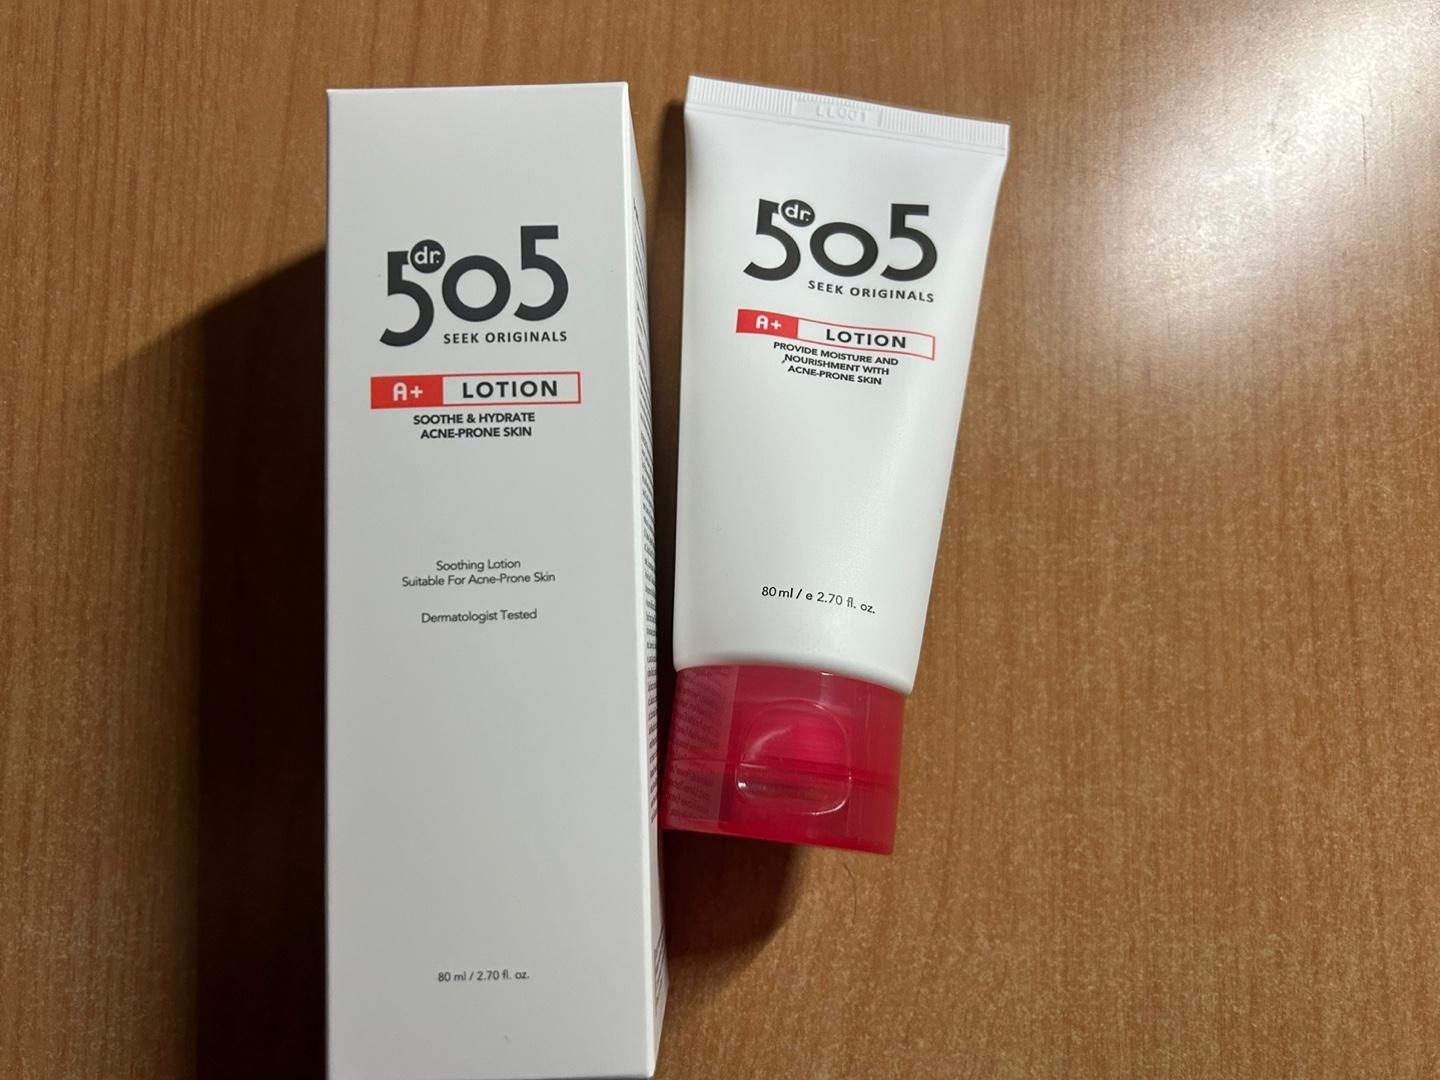 dr.
505
SEEK ORIGINALS
A+ LOTION
SOOTHE & HYDRATE
ACNE-PRONE SKIN
Soothing Lotion
Suitable For Acne-Prone Skin
Dermatologist Tested
80 ml / 2.70 fl. oz.
LL001
dr.
505
SEEK ORIGINALS
A+ LOTION
PROVIDE MOISTURE AND
NOURISHMENT WITH
ACNE-PRONE SKIN
80 ml / e 2.70 fl. oz.